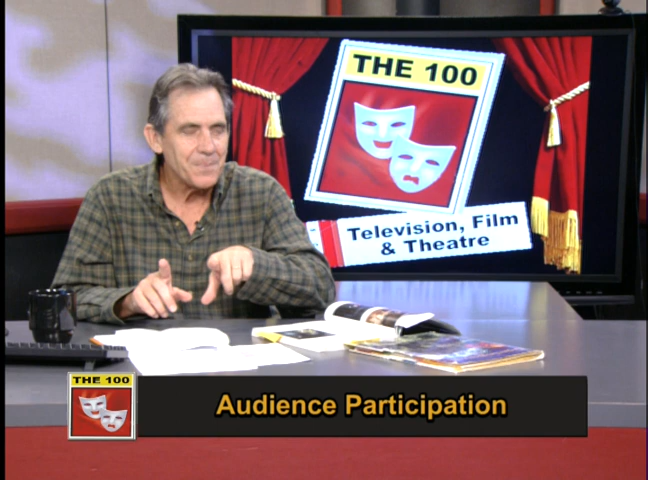 THE 100
Television, Film
& Theatre
THE 100
Audience Participation